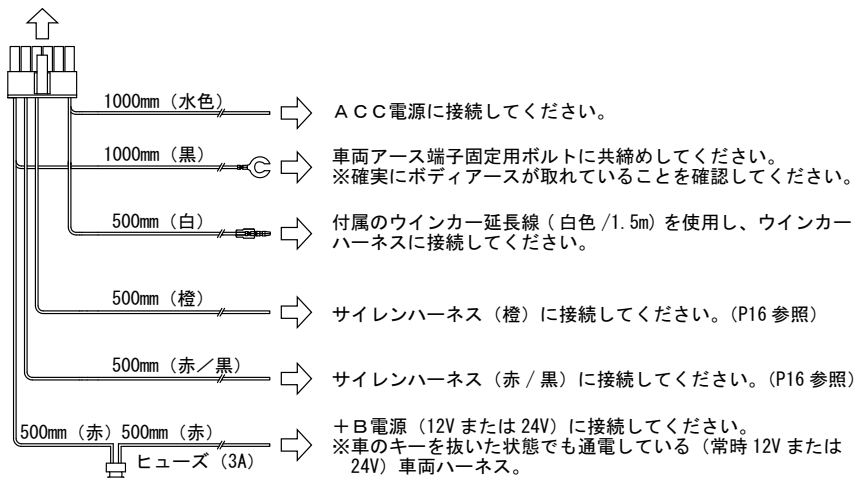 1000mm（水色）
ＡＣＣ電源に接続してください。
1000mm（黒）
車両アース端子固定用ボルトに共締めしてください。
※確実にボディアースが取れていることを確認してください。
500mm（白）
付属のウインカー延長線（白色/1.5m）を使用し、ウインカー
ハーネスに接続してください。
500mm（橙）
サイレンハーネス（橙）に接続してください。（P16 参照）
500mm（赤／黒）
サイレンハーネス（赤/黒）に接続してください。（P16 参照）
500mm（赤）500mm（赤）
ヒューズ（3A）
＋Ｂ電源（12V または 24V）に接続してください。
※車のキーを抜いた状態でも通電している（常時 12V または
24V）車両ハーネス。